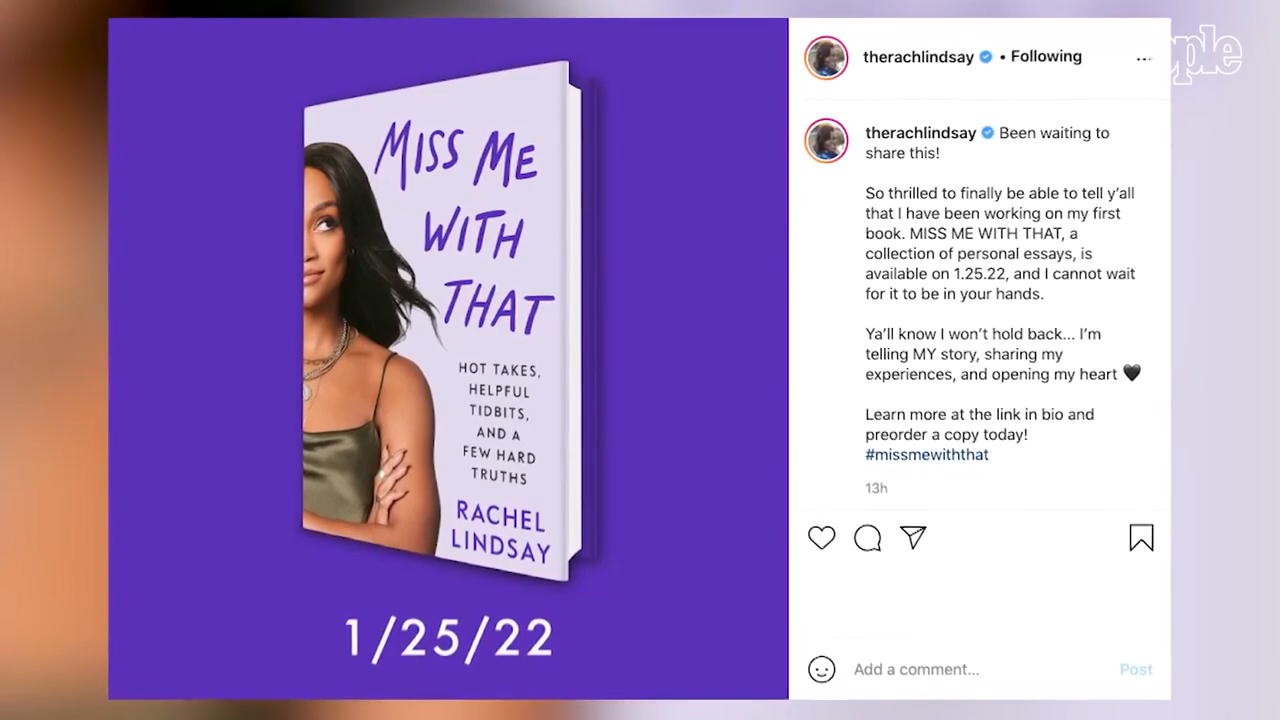 MISS ME
WITH
THAT
HOT TAKES,
HELPFUL
TIDBITS,
AND A
FEW HARD
TRUTHS
RACHEL
LINDSAY
1/25/22
therachlindsay • Following
therachlindsay Been waiting to
share this!
So thrilled to finally be able to tell y’all
that I have been working on my first
book. MISS ME WITH THAT, a
collection of personal essays, is
available on 1.25.22, and I cannot wait
for it to be in your hands.
Ya’ll know I won’t hold back... I’m
telling MY story, sharing my
experiences, and opening my heart 🖤
Learn more at the link in bio and
preorder a copy today!
#missmewiththat
13h
Add a comment...
Post